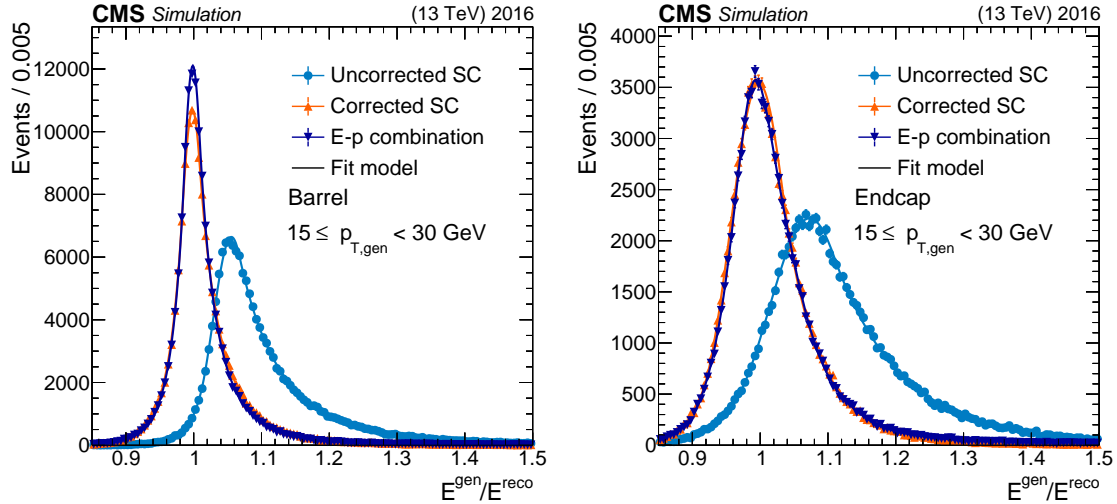 CMS Simulation (13 TeV) 2016
Events / 0.005
12000
10000
8000
6000
4000
2000
0
Uncorrected SC
Corrected SC
E-p combination
Fit model
Barrel
15 ≤ p_T,gen < 30 GeV
0.9 1 1.1 1.2 1.3 1.4 1.5
E^gen/E^reco
CMS Simulation (13 TeV) 2016
Events / 0.005
4000
3500
3000
2500
2000
1500
1000
500
0
Uncorrected SC
Corrected SC
E-p combination
Fit model
Endcap
15 ≤ p_T,gen < 30 GeV
0.9 1 1.1 1.2 1.3 1.4 1.5
E^gen/E^reco